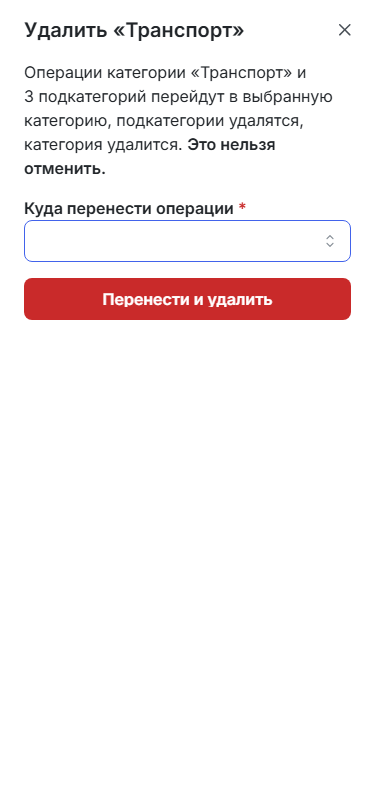 Удалить «Транспорт»
Операции категории «Транспорт» и
3 подкатегорий перейдут в выбранную
категорию, подкатегории удалятся,
категория удалится. Это нельзя
отменить.
Куда перенести операции *
Перенести и удалить